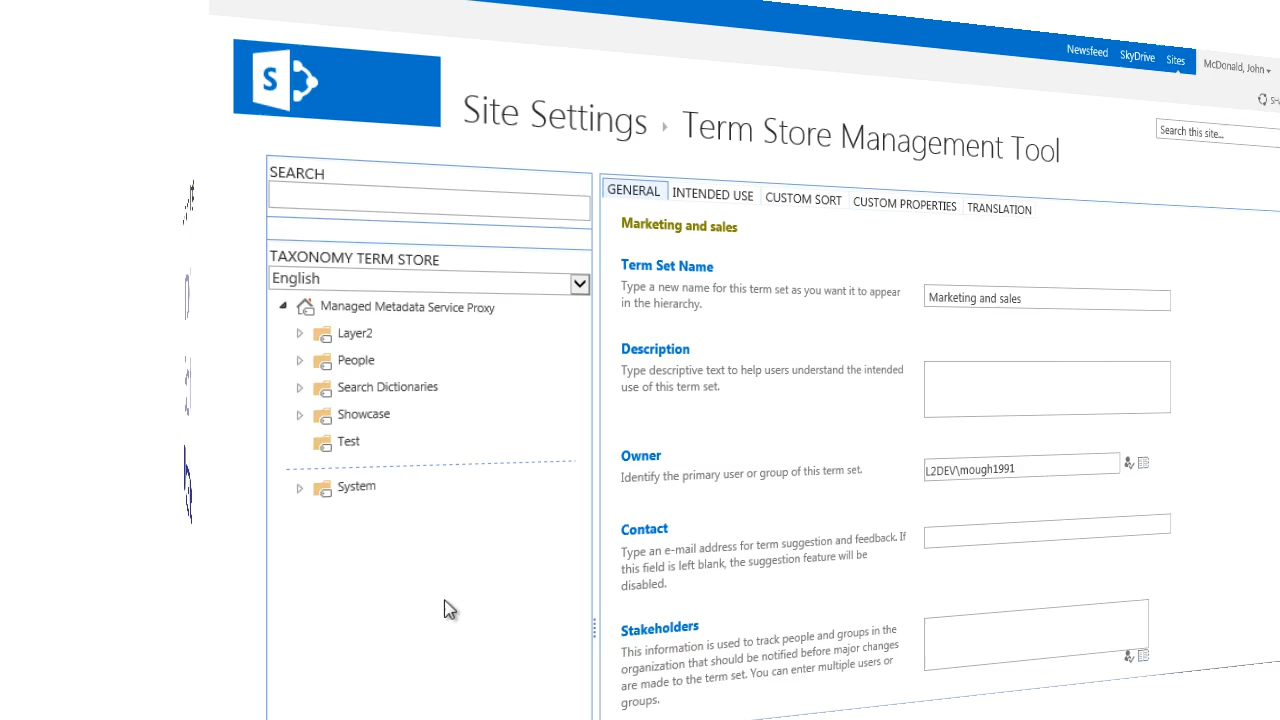 Newsfeed SkyDrive Sites McDonald, John
S
Site Settings › Term Store Management Tool
Search this site...
SEARCH
TAXONOMY TERM STORE
English
Managed Metadata Service Proxy
Layer2
People
Search Dictionaries
Showcase
Test
System
GENERAL INTENDED USE CUSTOM SORT CUSTOM PROPERTIES TRANSLATION
Marketing and sales
Term Set Name
Type a new name for this term set as you want it to appear
in the hierarchy.
Marketing and sales
Description
Type descriptive text to help users understand the intended
use of this term set.
Owner
Identify the primary user or group of this term set.
L2DEV\mough1991
Contact
Type an e-mail address for term suggestion and feedback. If
this field is left blank, the suggestion feature will be
disabled.
Stakeholders
This information is used to track people and groups in the
organization that should be notified before major changes
are made to the term set. You can enter multiple users or
groups.